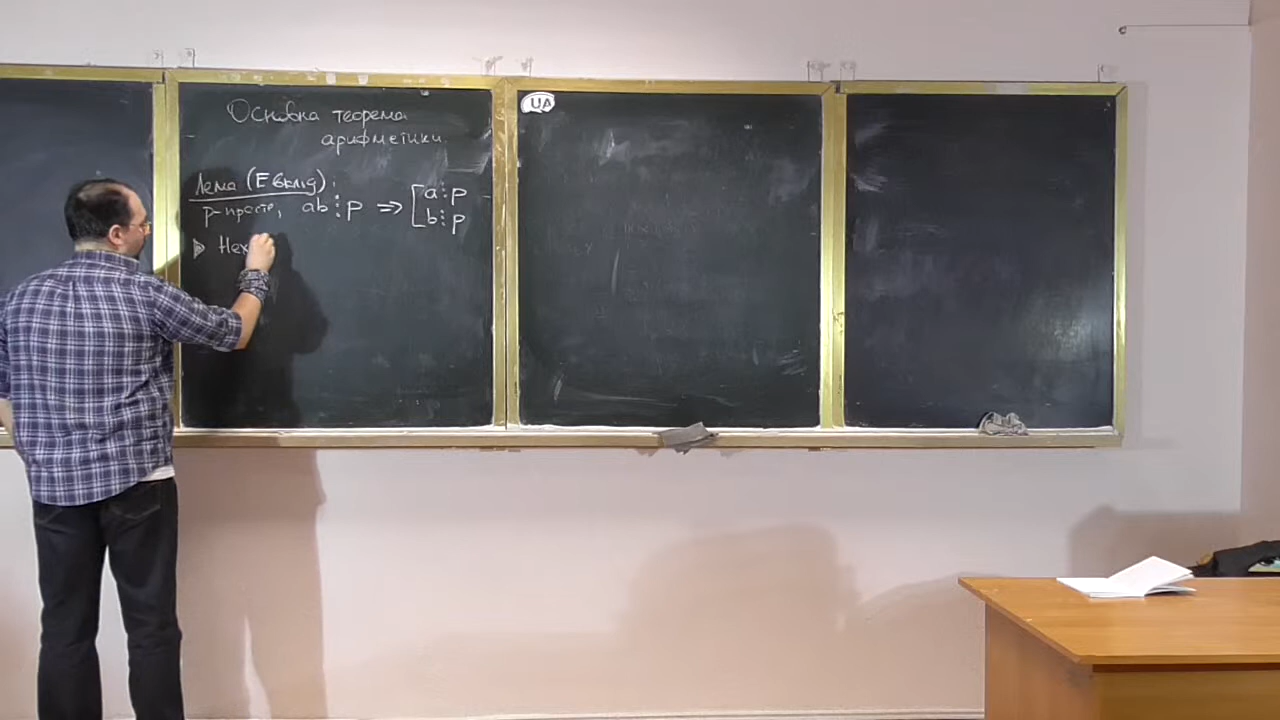 Основна теорема
арифметики
Лема (Евклід)
p-просте, ab ⋮ p ⇒ [ a ⋮ p
b ⋮ p
Нех
UA